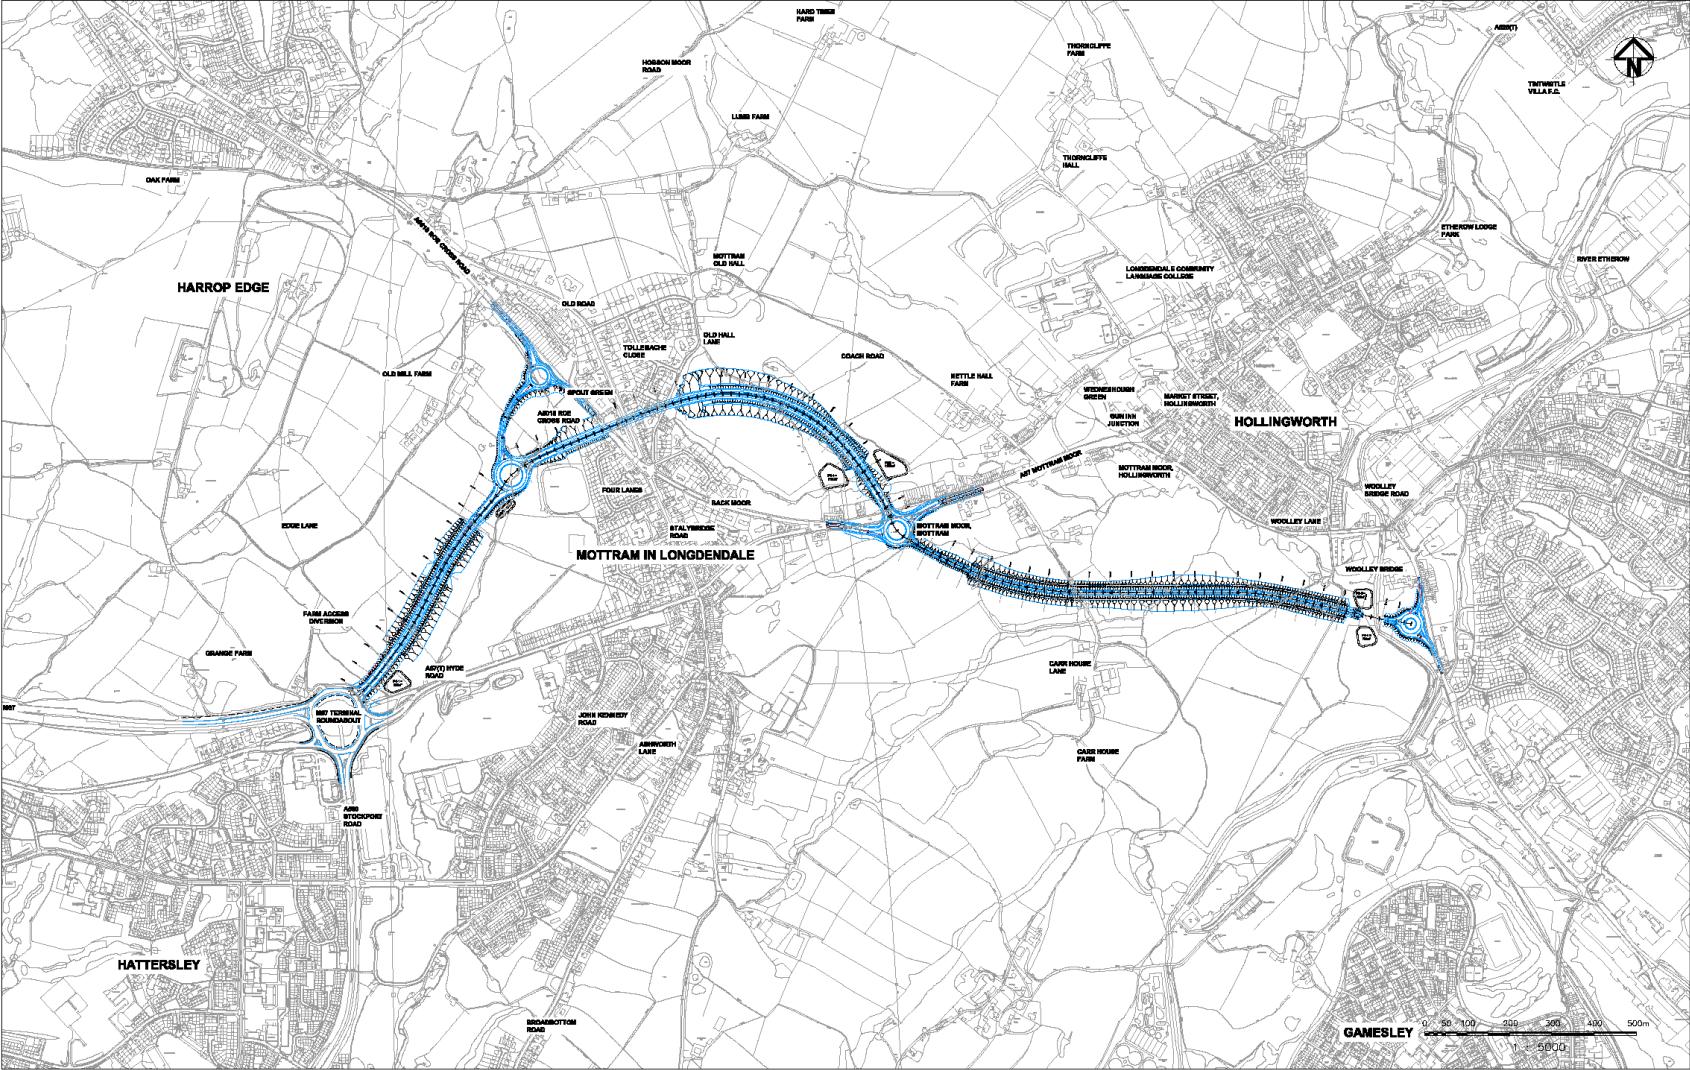 HARD TIMES
FARM
A628(T)
THORNCLIFFE
FARM
HOBSON MOOR
ROAD
N
TINTWISTLE
VILLA F.C.
LUMB FARM
THORNCLIFFE
HALL
OAK FARM
A6018 ROE CROSS ROAD
ETHEROW LODGE
PARK
RIVER ETHEROW
MOTTRAM
OLD HALL
LONGDENDALE COMMUNITY
LANGUAGE COLLEGE
HARROP EDGE
OLD ROAD
OLD HALL
LANE
TOLLEMACHE
CLOSE
COACH ROAD
OLD MILL FARM
NETTLE HALL
FARM
SPOUT GREEN
WEDNESHOUGH
GREEN
MARKET STREET,
HOLLINGWORTH
A6018 ROE
CROSS ROAD
GUN INN
JUNCTION
HOLLINGWORTH
A57 MOTTRAM MOOR
MOTTRAM MOOR,
HOLLINGWORTH
FOUR LANES
WOOLLEY
BRIDGE ROAD
BACK MOOR
EDGE LANE
STALYBRIDGE
ROAD
MOTTRAM MOOR,
MOTTRAM
WOOLLEY LANE
MOTTRAM IN LONGDENDALE
WOOLLEY BRIDGE
FARM ACCESS
DIVERSION
GRANGE FARM
A57(T) HYDE
ROAD
CARR HOUSE
LANE
M67
M67 TERMINAL
ROUNDABOUT
JOHN KENNEDY
ROAD
ASHWORTH
LANE
CARR HOUSE
FARM
A560
STOCKPORT
ROAD
HATTERSLEY
BROADBOTTOM
ROAD
GAMESLEY
0 50 100 200 300 400 500m
1 : 5000